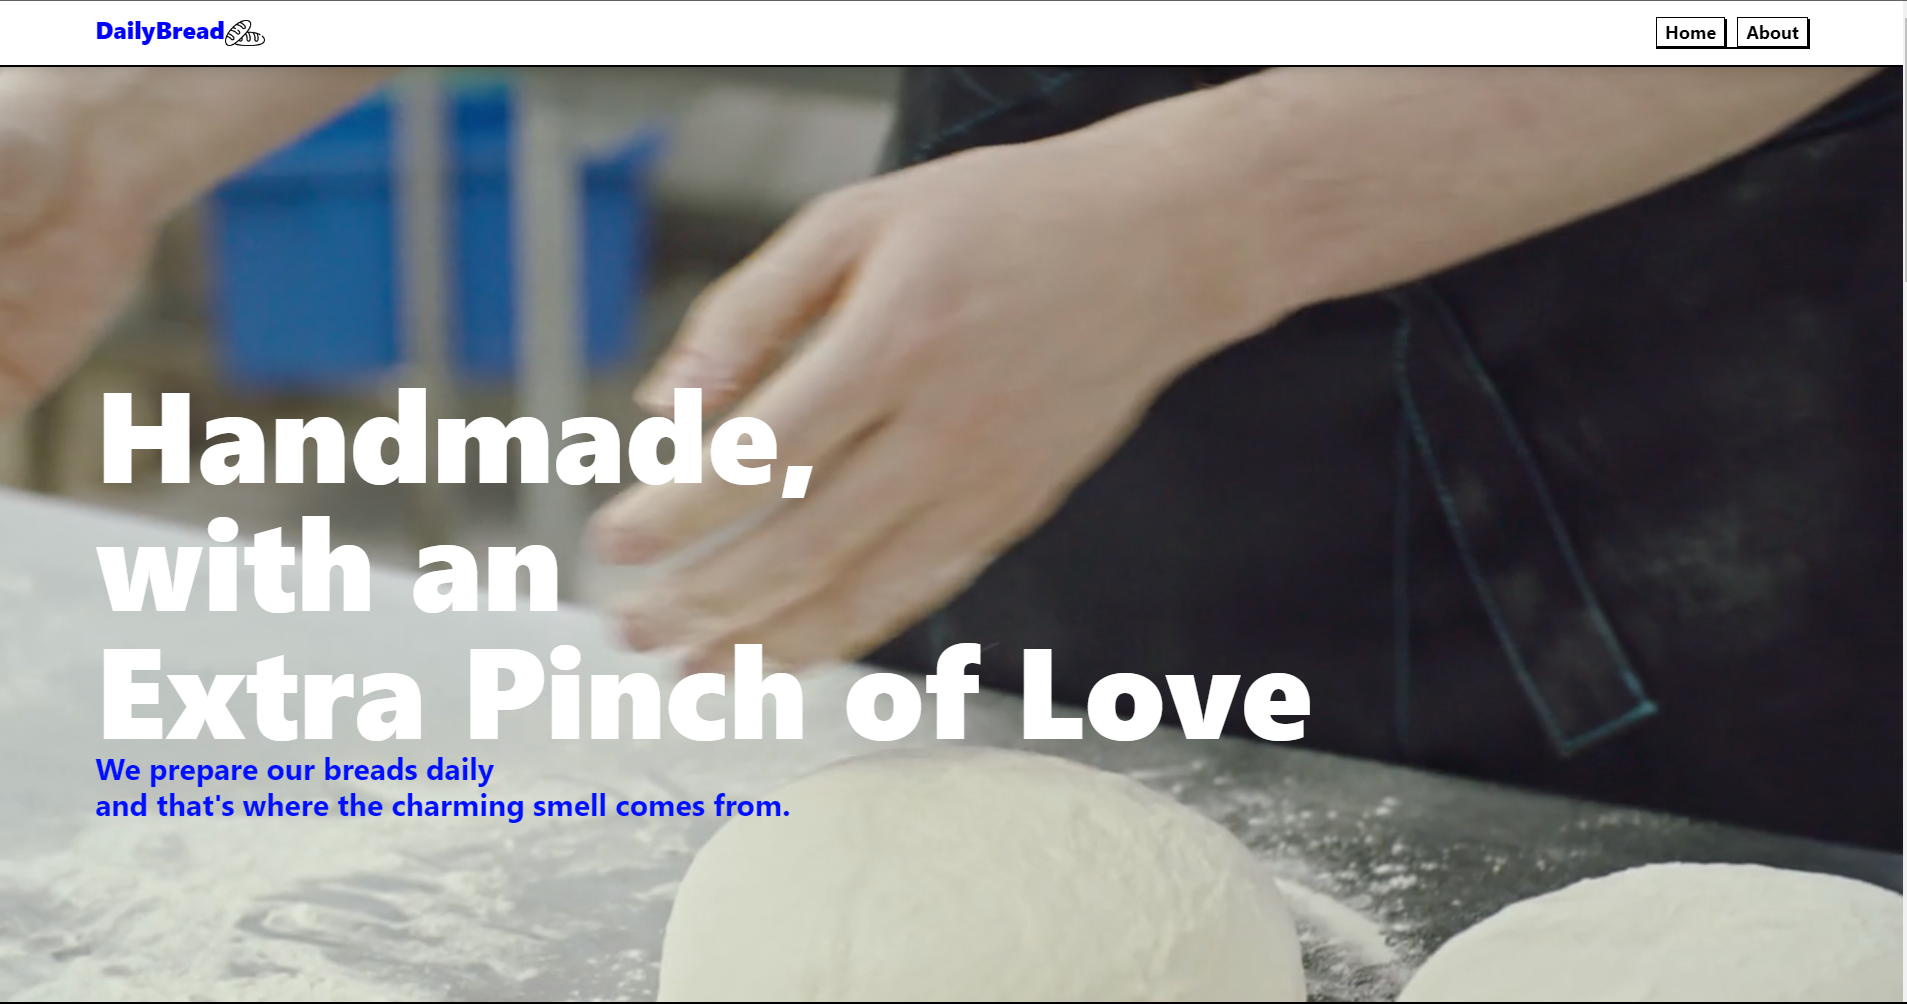 DailyBread
Home About
Handmade,
with an
Extra Pinch of Love
We prepare our breads daily
and that's where the charming smell comes from.